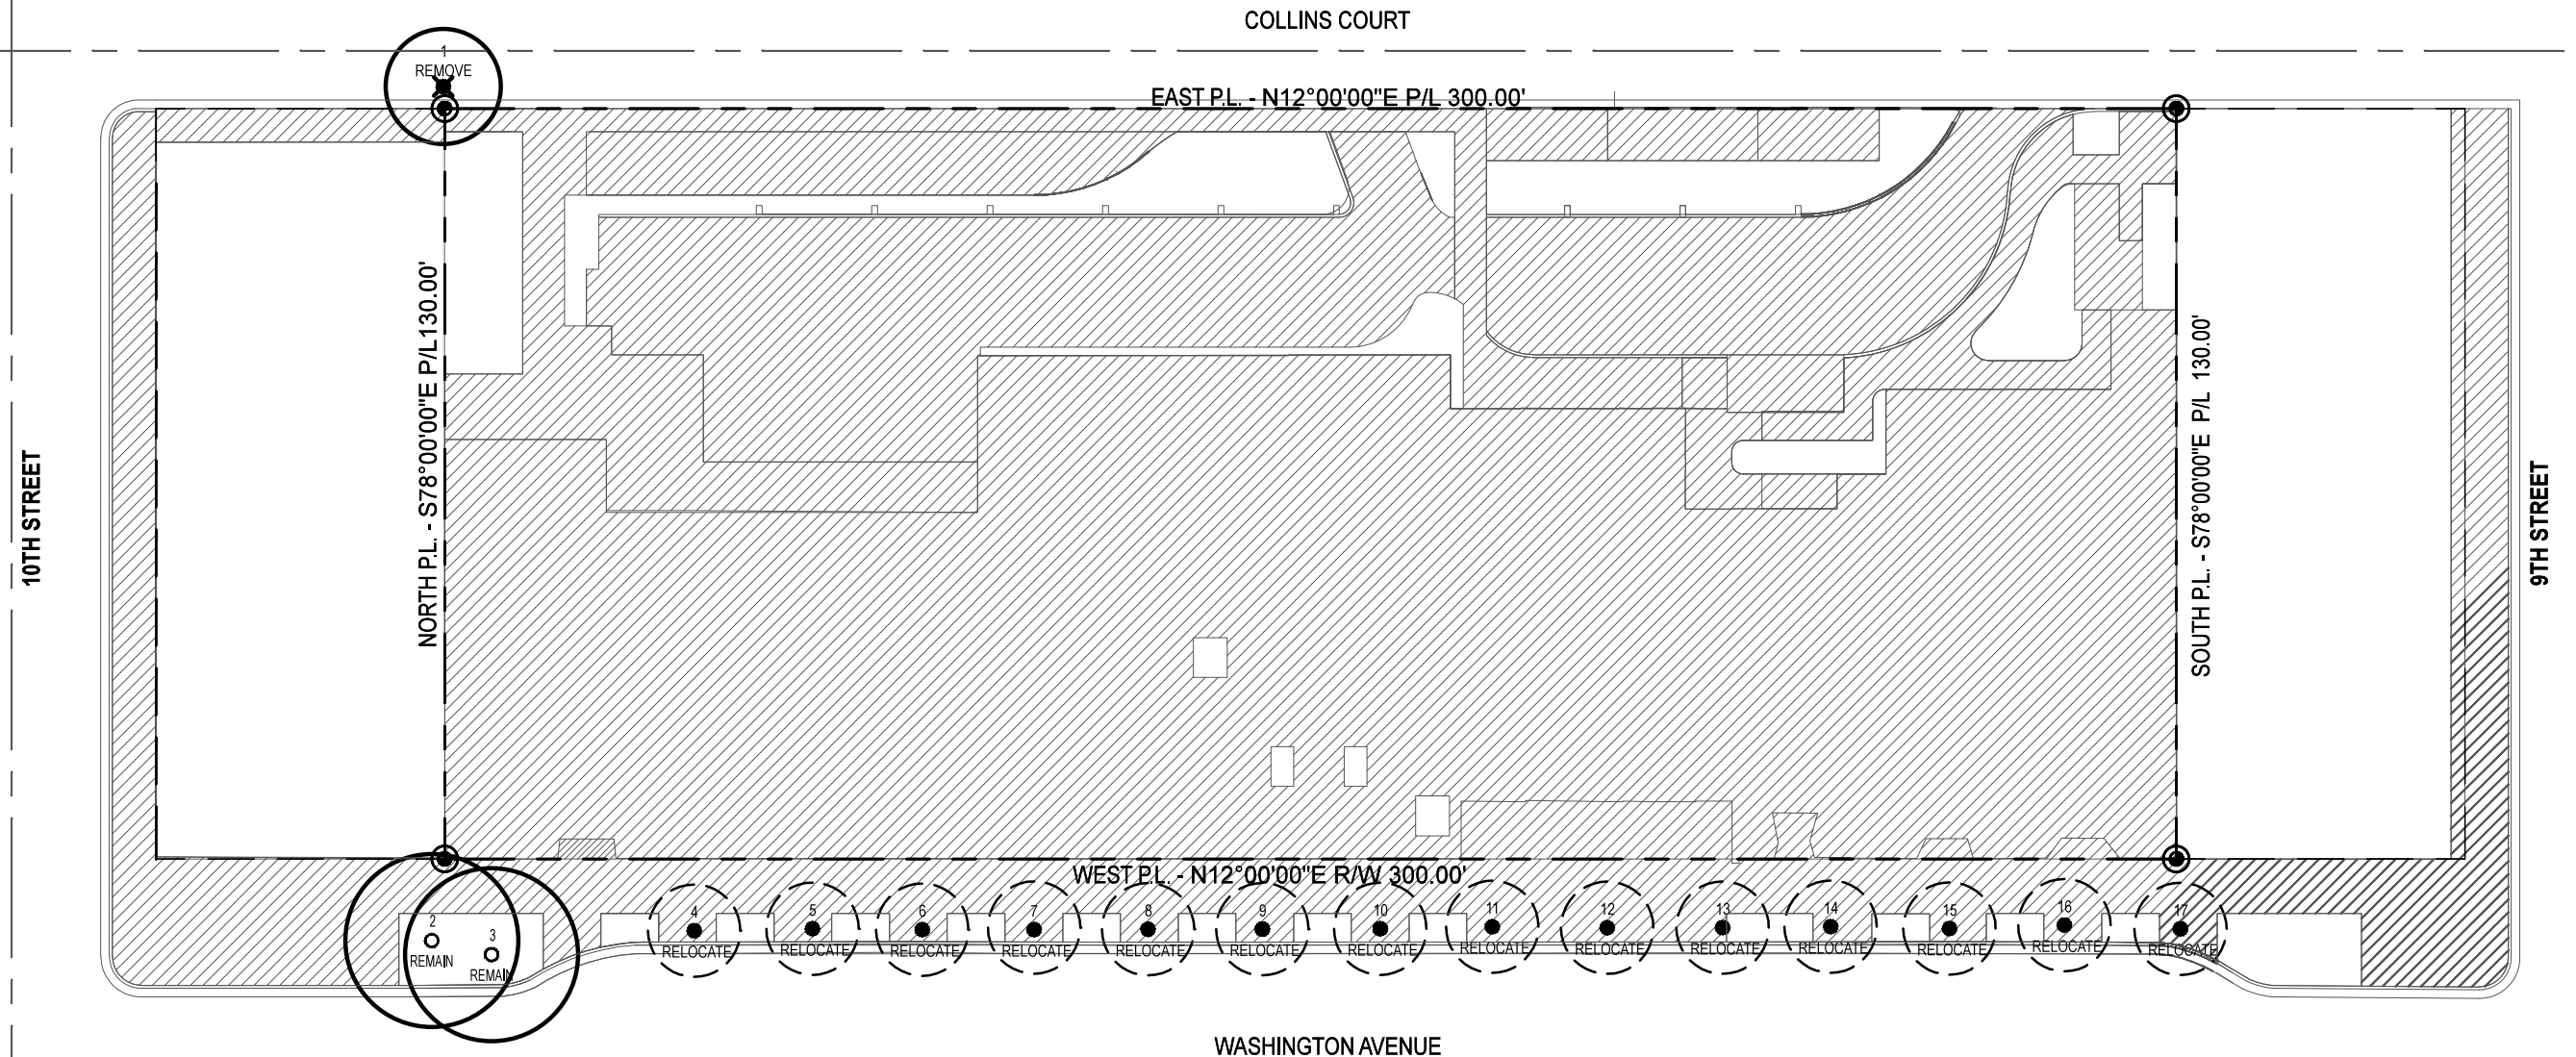 COLLINS COURT
1
REMOVE
EAST P.L. - N12°00'00"E P/L 300.00'
10TH STREET
NORTH P.L. - S78°00'00"E P/L130.00'
SOUTH P.L. - S78°00'00"E P/L 130.00'
9TH STREET
WEST P.L. - N12°00'00"E R/W 300.00'
2
REMAIN
3
REMAIN
4
RELOCATE
5
RELOCATE
6
RELOCATE
7
RELOCATE
8
RELOCATE
9
RELOCATE
10
RELOCATE
11
RELOCATE
12
RELOCATE
13
RELOCATE
14
RELOCATE
15
RELOCATE
16
RELOCATE
17
RELOCATE
WASHINGTON AVENUE